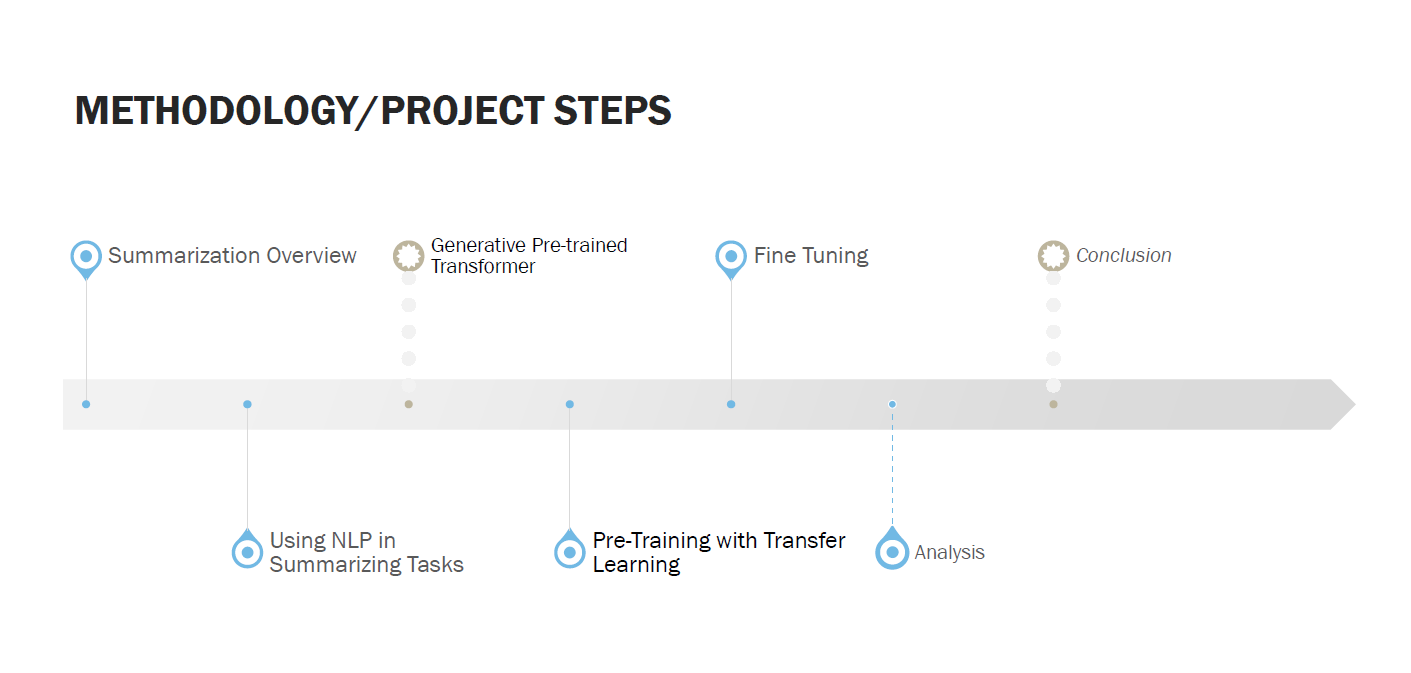 METHODOLOGY/PROJECT STEPS
Summarization Overview
Generative Pre-trained
Transformer
Fine Tuning
Conclusion
Using NLP in
Summarizing Tasks
Pre-Training with Transfer
Learning
Analysis